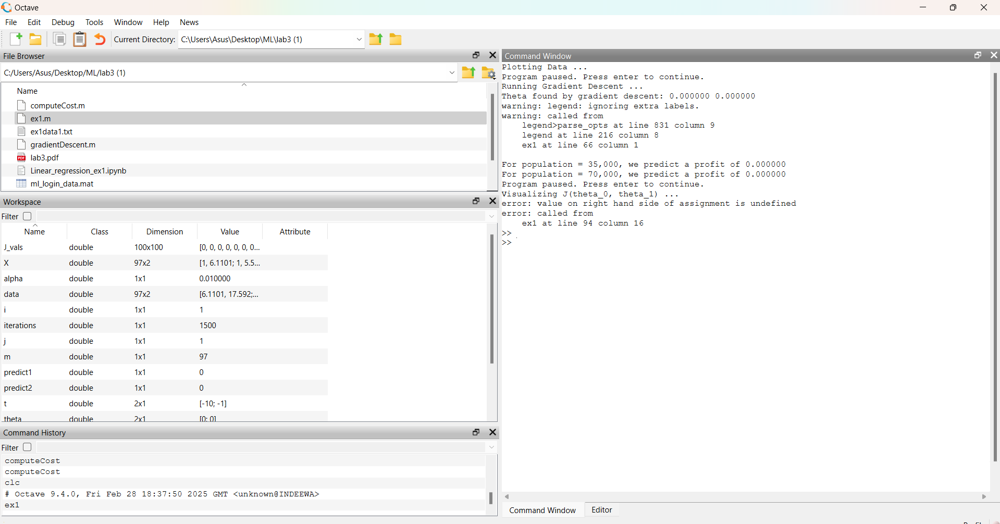 Octave
File Edit Debug Tools Window Help News
Current Directory: C:\Users\Asus\Desktop\ML\lab3 (1)
File Browser
C:/Users/Asus/Desktop/ML/lab3 (1)
Name
computeCost.m
ex1.m
ex1data1.txt
gradientDescent.m
PDF lab3.pdf
Linear_regression_ex1.ipynb
ml_login_data.mat
Workspace
Filter
Name Class Dimension Value Attribute
J_vals double 100x100 [0, 0, 0, 0, 0, 0, 0...
X double 97x2 [1, 6.1101; 1, 5.5...
alpha double 1x1 0.010000
data double 97x2 [6.1101, 17.592;...
i double 1x1 1
iterations double 1x1 1500
j double 1x1 1
m double 1x1 97
predict1 double 1x1 0
predict2 double 1x1 0
t double 2x1 [-10; -1]
theta double 2x1 [0; 0]
Command History
Filter
computeCost
computeCost
clc
# Octave 9.4.0, Fri Feb 28 18:37:50 2025 GMT <unknown@INDEEWA>
ex1
Command Window
Plotting Data ...
Program paused. Press enter to continue.
Running Gradient Descent ...
Theta found by gradient descent: 0.000000 0.000000
warning: legend: ignoring extra labels.
warning: called from
legend>parse_opts at line 831 column 9
legend at line 216 column 8
ex1 at line 66 column 1
For population = 35,000, we predict a profit of 0.000000
For population = 70,000, we predict a profit of 0.000000
Program paused. Press enter to continue.
Visualizing J(theta_0, theta_1) ...
error: value on right hand side of assignment is undefined
error: called from
ex1 at line 94 column 16
>> .
>>
Command Window Editor